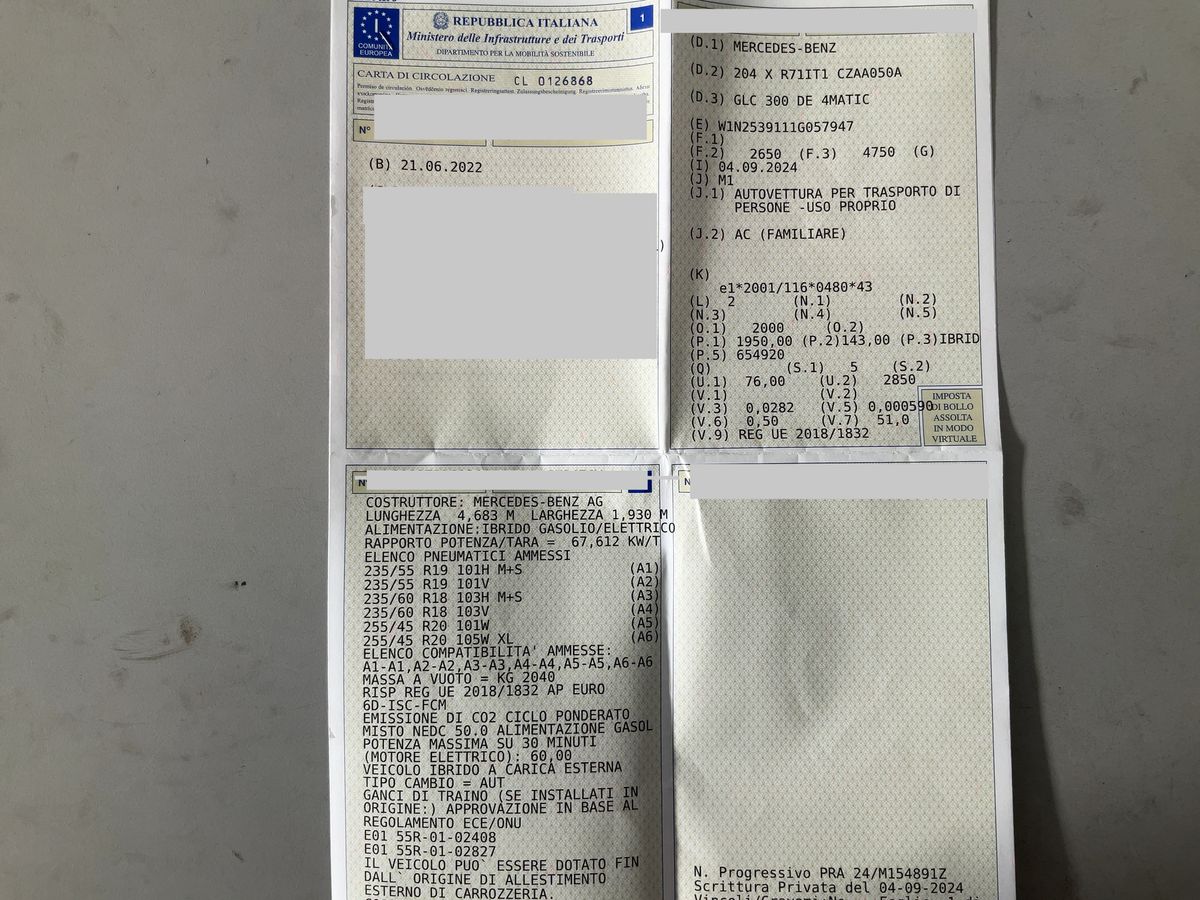 COMUNITÀ
EUROPEA
REPUBBLICA ITALIANA
Ministero delle Infrastrutture e dei Trasporti
DIPARTIMENTO PER LA MOBILITÀ SOSTENIBILE
1
CARTA DI CIRCOLAZIONE CL 0126868
N°
(B) 21.06.2022
(D.1) MERCEDES-BENZ
(D.2) 204 X R71IT1 CZAA050A
(D.3) GLC 300 DE 4MATIC
(E) W1N2539111G057947
(F.1)
(F.2) 2650 (F.3) 4750 (G)
(I) 04.09.2024
(J) M1
(J.1) AUTOVETTURA PER TRASPORTO DI
PERSONE -USO PROPRIO
(J.2) AC (FAMILIARE)
(K)
e1*2001/116*0480*43
(L) 2 (N.1) (N.2)
(N.3) (N.4) (N.5)
(O.1) 2000 (O.2)
(P.1) 1950,00 (P.2)143,00 (P.3)IBRID
(P.5) 654920
(Q) (S.1) 5 (S.2)
(U.1) 76,00 (U.2) 2850
(V.1) (V.2)
(V.3) 0,0282 (V.5) 0,000590
(V.6) 0,50 (V.7) 51,0
(V.9) REG UE 2018/1832
IMPOSTA
DI BOLLO
ASSOLTA
IN MODO
VIRTUALE
COSTRUTTORE: MERCEDES-BENZ AG
LUNGHEZZA 4,683 M LARGHEZZA 1,930 M
ALIMENTAZIONE:IBRIDO GASOLIO/ELETTRICO
RAPPORTO POTENZA/TARA = 67,612 KW/T
ELENCO PNEUMATICI AMMESSI
235/55 R19 101H M+S (A1)
235/55 R19 101V (A2)
235/60 R18 103H M+S (A3)
235/60 R18 103V (A4)
255/45 R20 101W (A5)
255/45 R20 105W XL (A6)
ELENCO COMPATIBILITA' AMMESSE:
A1-A1,A2-A2,A3-A3,A4-A4,A5-A5,A6-A6
MASSA A VUOTO = KG 2040
RISP REG UE 2018/1832 AP EURO
6D-ISC-FCM
EMISSIONE DI CO2 CICLO PONDERATO
MISTO NEDC 50.0 ALIMENTAZIONE GASOL
POTENZA MASSIMA SU 30 MINUTI
(MOTORE ELETTRICO): 60,00
VEICOLO IBRIDO A CARICA ESTERNA
TIPO CAMBIO = AUT
GANCI DI TRAINO (SE INSTALLATI IN
ORIGINE:) APPROVAZIONE IN BASE AL
REGOLAMENTO ECE/ONU
E01 55R-01-02408
E01 55R-01-02827
IL VEICOLO PUO` ESSERE DOTATO FIN
DALL` ORIGINE DI ALLESTIMENTO
ESTERNO DI CARROZZERIA.
N. Progressivo PRA 24/M154891Z
Scrittura Privata del 04-09-2024